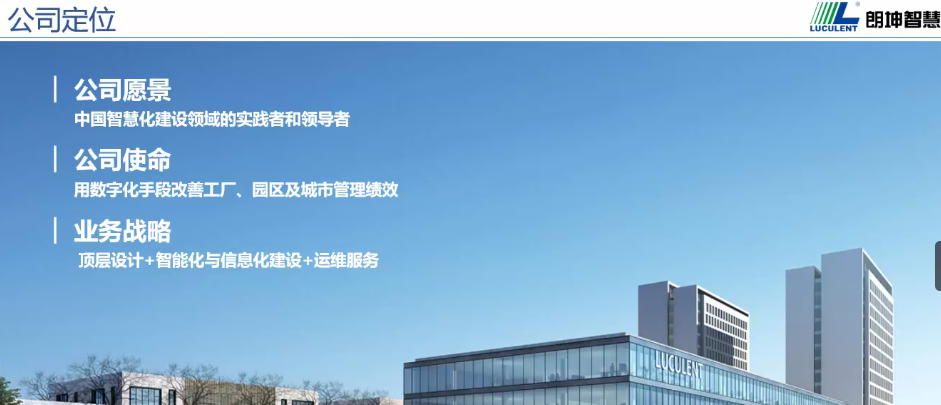 公司定位
LUCULENT
®
朗坤智慧
公司愿景
中国智慧化建设领域的实践者和领导者
公司使命
用数字化手段改善工厂、园区及城市管理绩效
业务战略
顶层设计+智能化与信息化建设+运维服务
LUCULENT